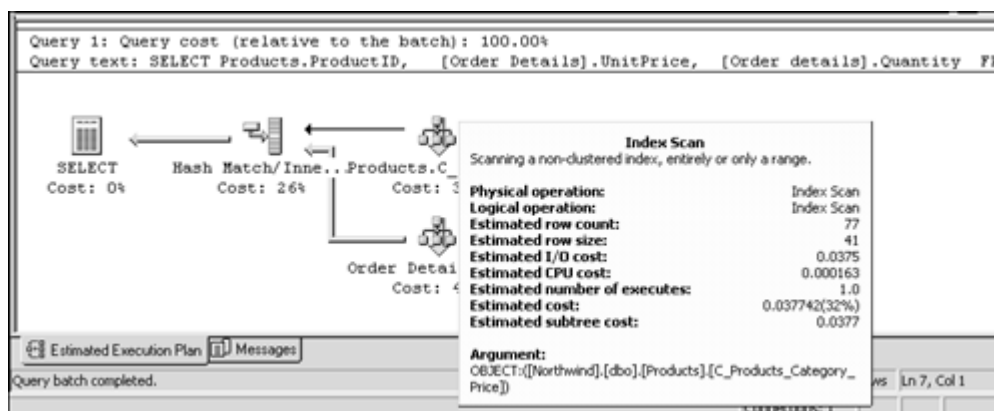 Query 1: Query cost (relative to the batch): 100.00%
Query text: SELECT Products.ProductID, [Order Details].UnitPrice, [Order details].Quantity
SELECT
Cost: 0%
Hash Match/Inne...
Cost: 26%
Products.C_
Cost: 3
Order Detai
Cost: 4
Index Scan
Scanning a non-clustered index, entirely or only a range.
Physical operation: Index Scan
Logical operation: Index Scan
Estimated row count: 77
Estimated row size: 41
Estimated I/O cost: 0.0375
Estimated CPU cost: 0.000163
Estimated number of executes: 1.0
Estimated cost: 0.037742(32%)
Estimated subtree cost: 0.0377
Argument:
OBJECT:([Northwind].[dbo].[Products].[C_Products_Category_
Price])
Estimated Execution Plan Messages
Query batch completed.
Ln 7, Col 1